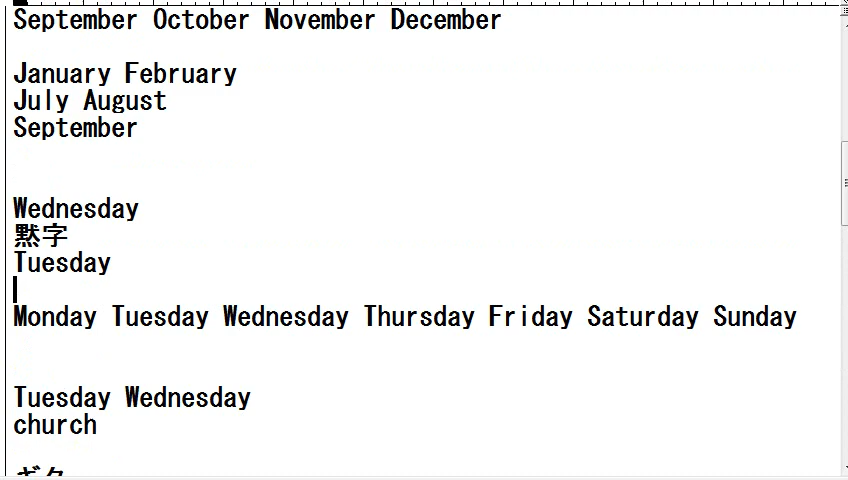 September October November December
January February
July August
September
Wednesday
黙字
Tuesday
Monday Tuesday Wednesday Thursday Friday Saturday Sunday
Tuesday Wednesday
church